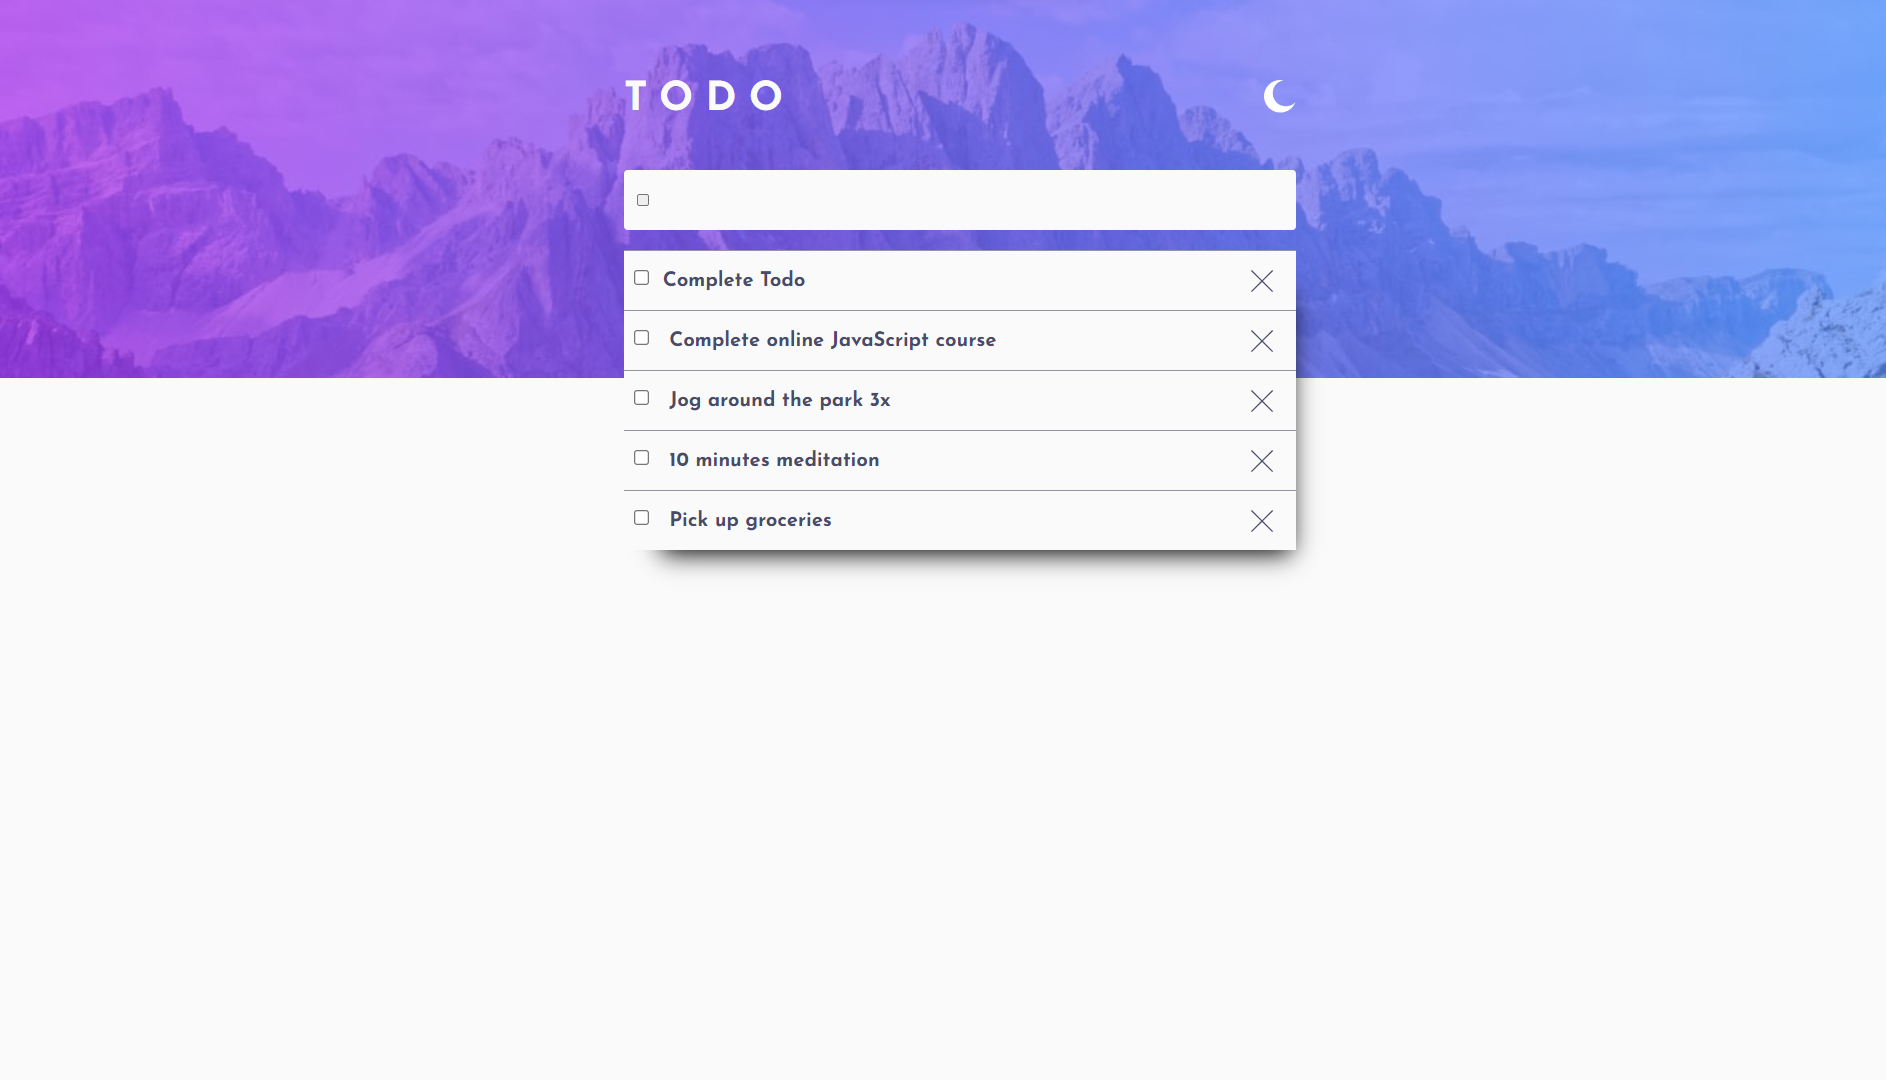 TODO
Complete Todo
Complete online JavaScript course
Jog around the park 3x
10 minutes meditation
Pick up groceries